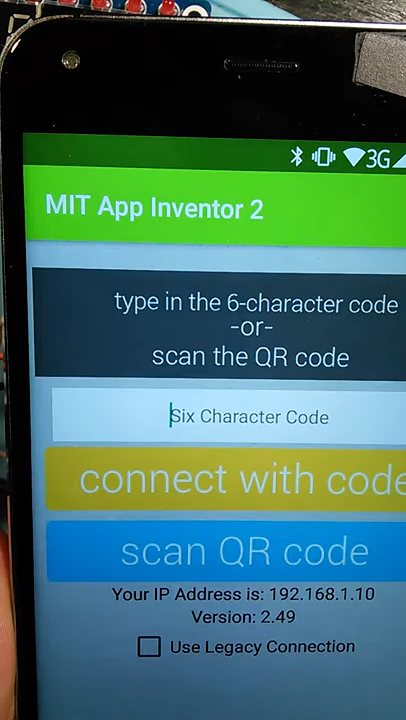 3G
MIT App Inventor 2
type in the 6-character code
-or-
scan the QR code
Six Character Code
connect with code
scan QR code
Your IP Address is: 192.168.1.10
Version: 2.49
Use Legacy Connection